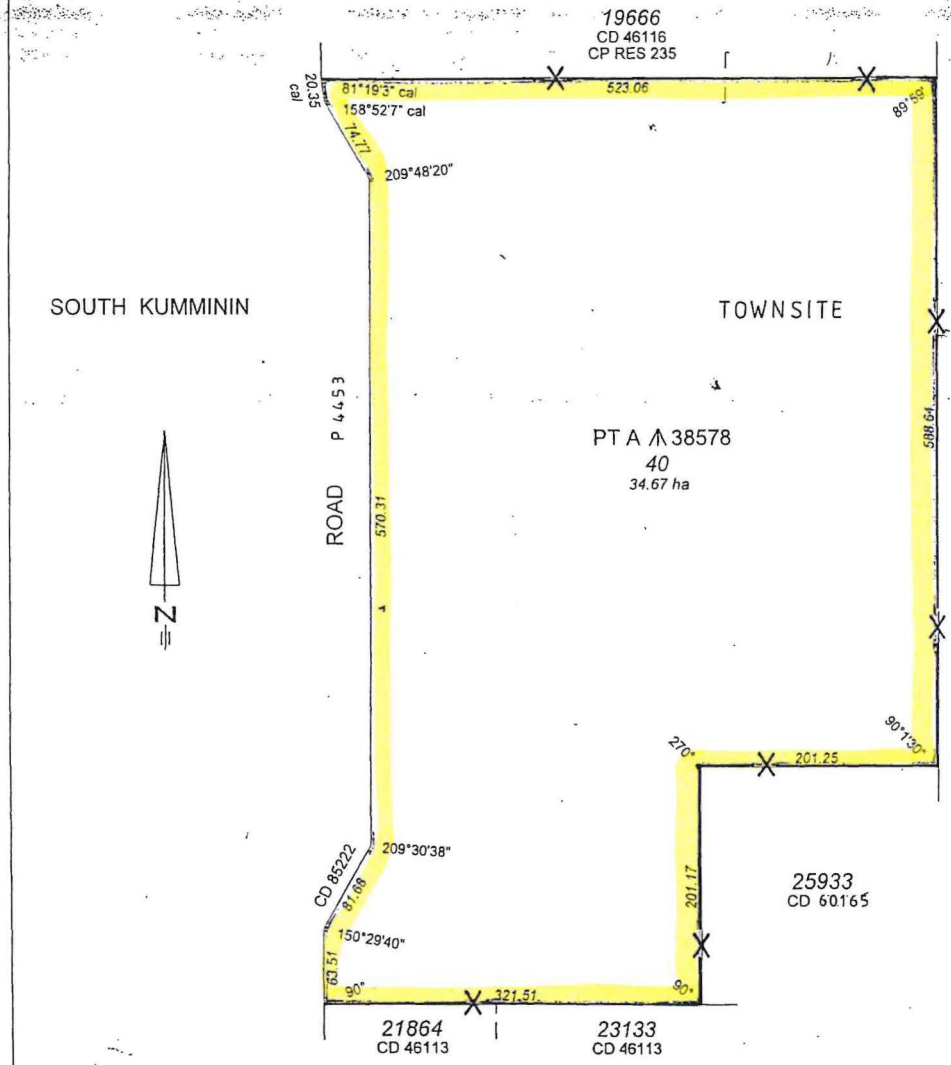 19666
CD 46116
CP RES 235
20.35
cal
81°19'3" cal
523.06
89°59'
158°52'7" cal
74.77
209°48'20"
SOUTH KUMMININ
TOWNSITE
ROAD P 4453
PT A 38578
40
34.67 ha
588.64
570.31
N
270°
90°1'30"
201.25
209°30'38"
CD 85222
81.68
201.17
25933
CD 60165
150°29'40"
63.51
90°
321.51
90°
21864
CD 46113
23133
CD 46113